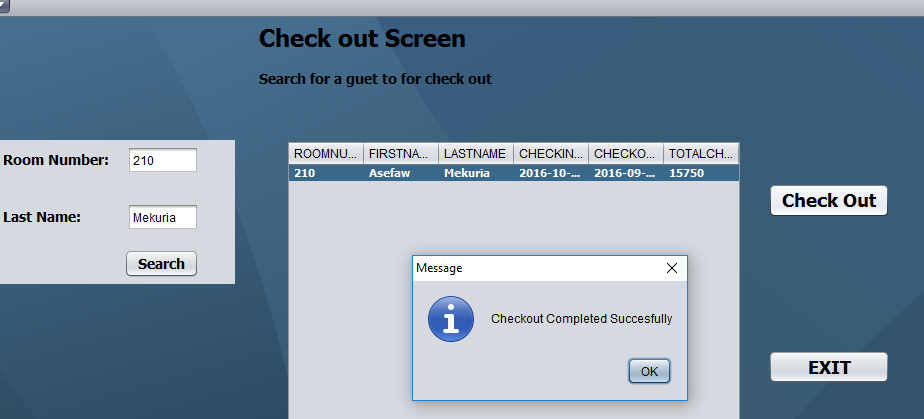 Check out Screen
Search for a guet to for check out
Room Number: 210
Last Name: Mekuria
Search
ROOMNU... FIRSTNA... LASTNAME CHECKIN... CHECKO... TOTALCH...
210 Asefaw Mekuria 2016-10-... 2016-09-... 15750
Check Out
Message
Checkout Completed Succesfully
OK
EXIT